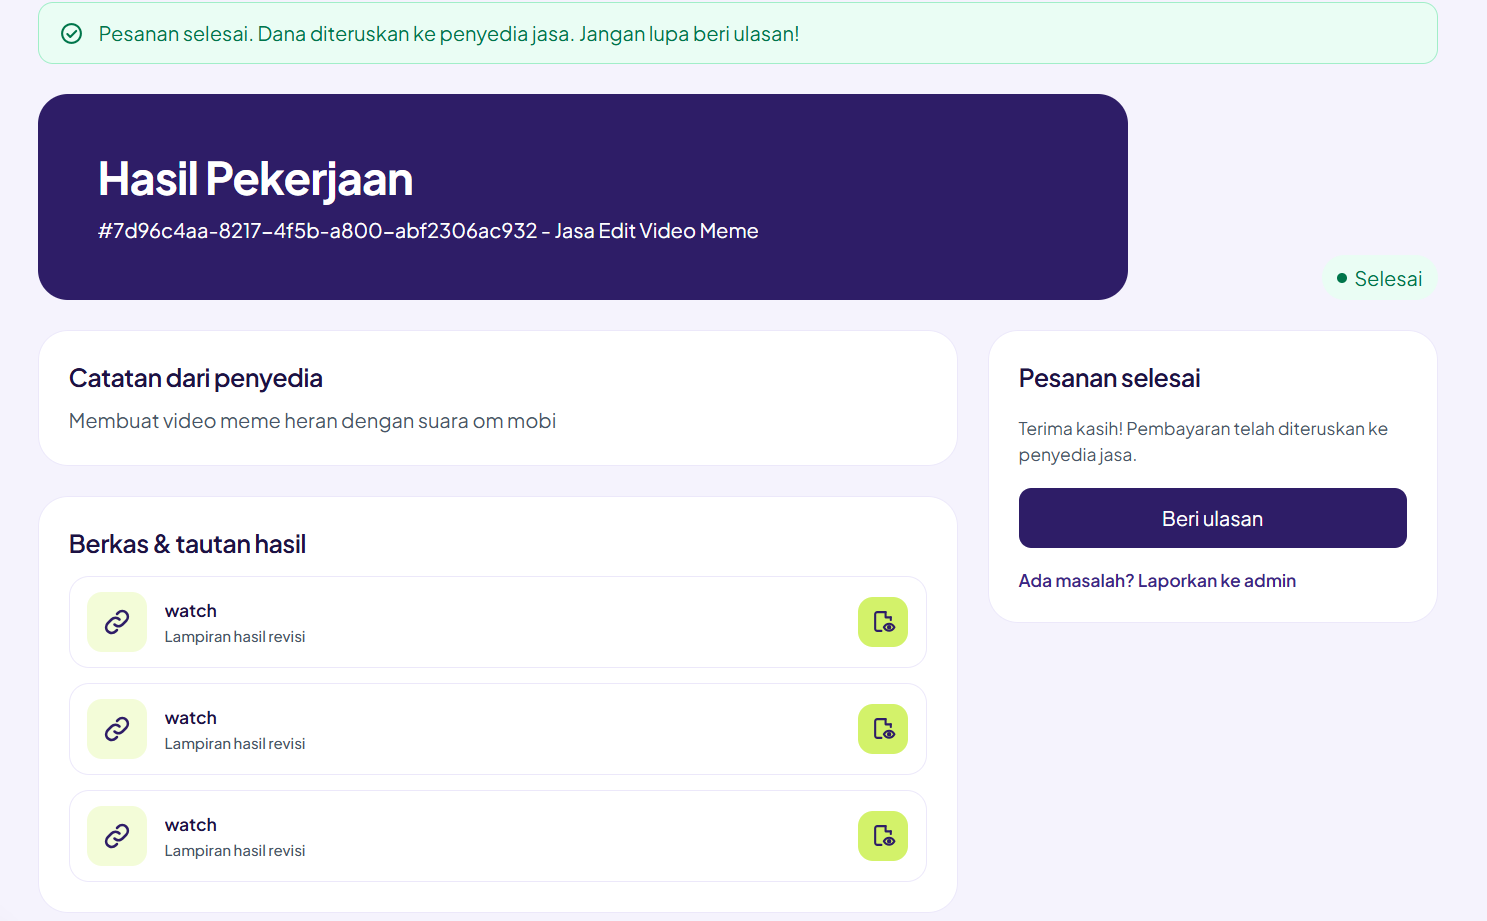 Pesanan selesai. Dana diteruskan ke penyedia jasa. Jangan lupa beri ulasan!
Hasil Pekerjaan
#7d96c4aa-8217-4f5b-a800-abf2306ac932 - Jasa Edit Video Meme
Selesai
Catatan dari penyedia
Membuat video meme heran dengan suara om mobi
Berkas & tautan hasil
watch
Lampiran hasil revisi
watch
Lampiran hasil revisi
watch
Lampiran hasil revisi
Pesanan selesai
Terima kasih! Pembayaran telah diteruskan ke
penyedia jasa.
Beri ulasan
Ada masalah? Laporkan ke admin